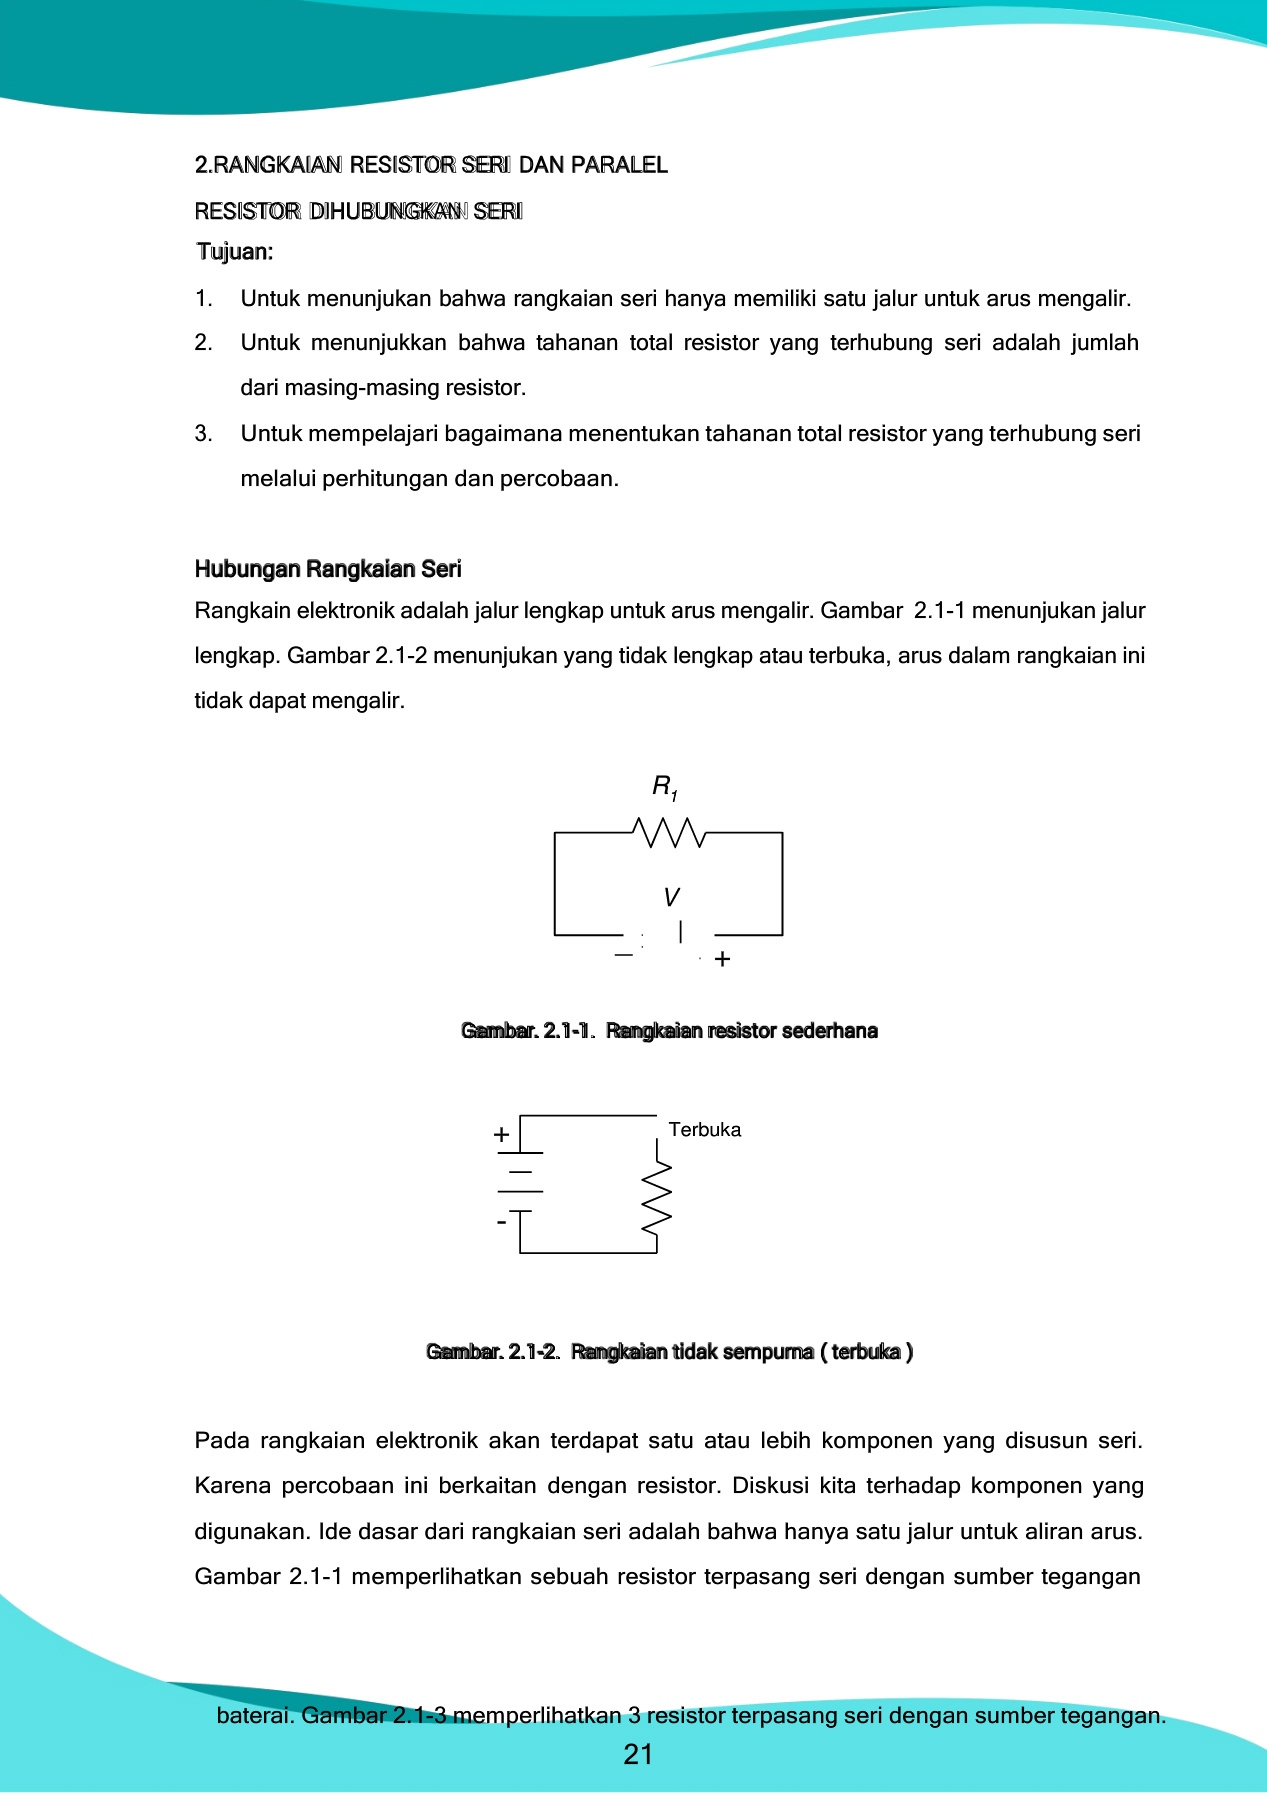 2.RANGKAIAN RESISTOR SERI DAN PARALEL
RESISTOR DIHUBUNGKAN SERI
Tujuan:
1. Untuk menunjukan bahwa rangkaian seri hanya memiliki satu jalur untuk arus mengalir.
2. Untuk menunjukkan bahwa tahanan total resistor yang terhubung seri adalah jumlah
dari masing-masing resistor.
3. Untuk mempelajari bagaimana menentukan tahanan total resistor yang terhubung seri
melalui perhitungan dan percobaan.
Hubungan Rangkaian Seri
Rangkain elektronik adalah jalur lengkap untuk arus mengalir. Gambar 2.1-1 menunjukan jalur
lengkap. Gambar 2.1-2 menunjukan yang tidak lengkap atau terbuka, arus dalam rangkaian ini
tidak dapat mengalir.
R1
V
– +
Gambar. 2.1-1. Rangkaian resistor sederhana
+ Terbuka
-
Gambar. 2.1-2. Rangkaian tidak sempurna ( terbuka )
Pada rangkaian elektronik akan terdapat satu atau lebih komponen yang disusun seri.
Karena percobaan ini berkaitan dengan resistor. Diskusi kita terhadap komponen yang
digunakan. Ide dasar dari rangkaian seri adalah bahwa hanya satu jalur untuk aliran arus.
Gambar 2.1-1 memperlihatkan sebuah resistor terpasang seri dengan sumber tegangan
baterai. Gambar 2.1-3 memperlihatkan 3 resistor terpasang seri dengan sumber tegangan.
21